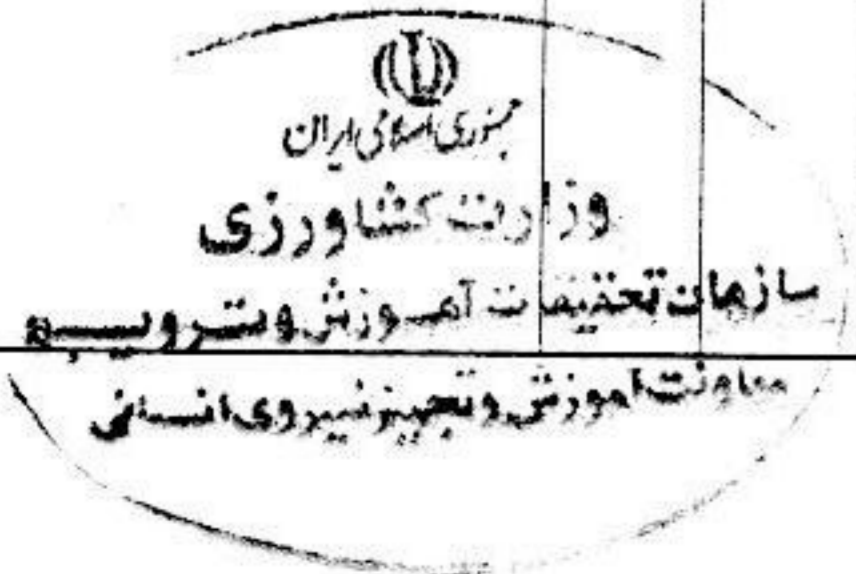 جمهوری اسلامی ایران
وزارت کشاورزی
سازمان تحقیقات آموزش و ترویج
معاونت آموزش و تجهیز نیروی انسانی